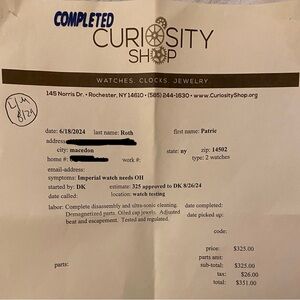 COMPLETED
CURIOSITY
SHOP
WATCHES. CLOCKS. JEWELRY
145 Norris Dr. • Rochester, NY 14610 • (585) 244-1630 • www.CuriosityShop.org
L/M
8/29
date: 6/18/2024 last name: Roth first name: Patrie
address:
city: macedon state: ny zip: 14502
home #: work #: type: 2 watches
email-address:
symptoms: Imperial watch needs OH
started by: DK estimate: 325 approved to DK 8/26/24
date called: location: watch testing
labor: Complete disassembly and ultra-sonic cleaning. date completed:
Demagnetized parts. Oiled cap jewels. Adjusted date picked up:
beat and escapement. Tested and regulated.
code:
price: $325.00
parts amt:
parts: sub-total: $325.00
tax: $26.00
total: $351.00